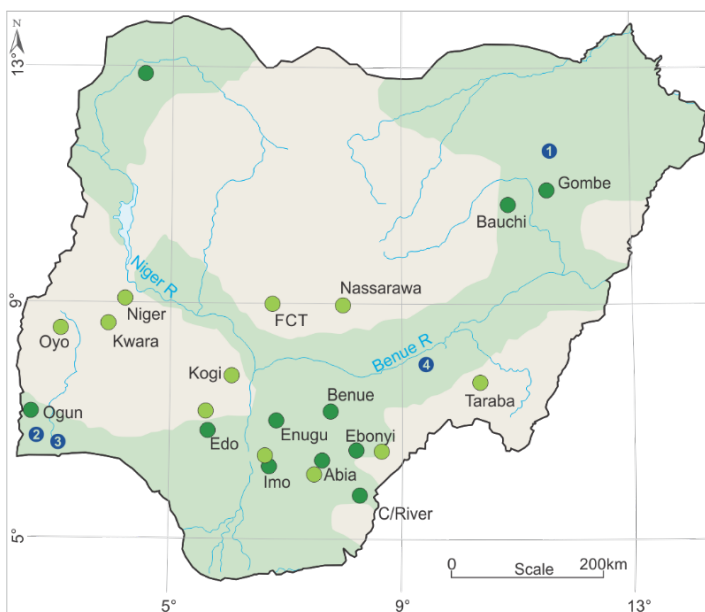 N
13°
1
Gombe
Bauchi
Niger R
9°
Niger
FCT
Nassarawa
Oyo
Kwara
Benue R
4
Kogi
Taraba
Ogun
Benue
2
3
Edo
Enugu
Ebonyi
Imo
Abia
C/River
5°
0
Scale
200km
5°
9°
13°